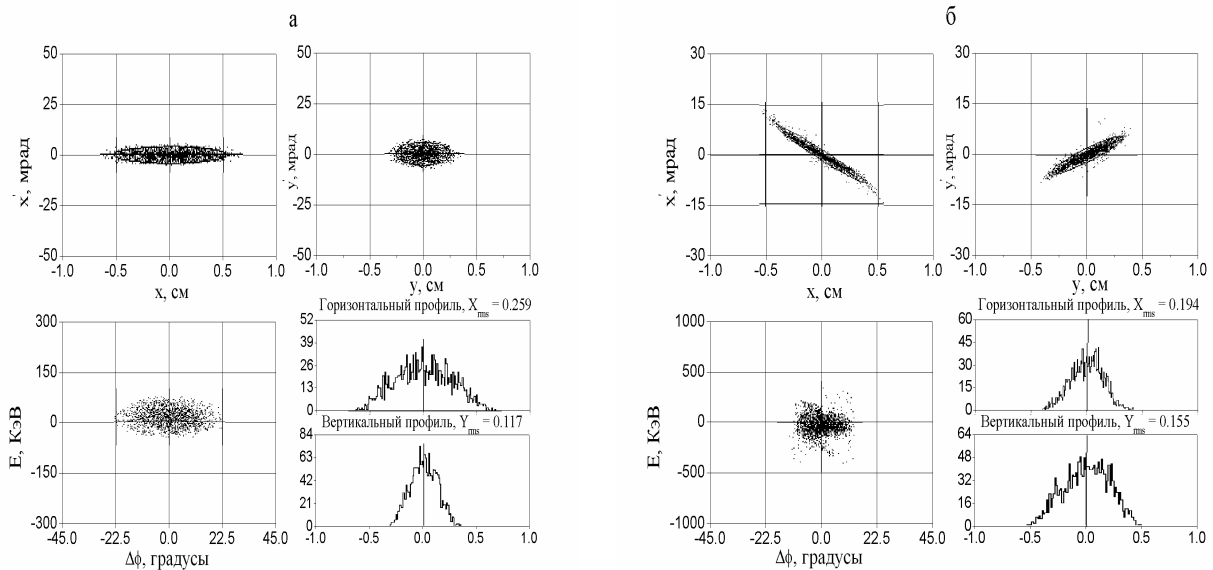 а
50
25
0
-25
-50
x', мрад
-1.0 -0.5 0.0 0.5 1.0
x, см
50
25
0
-25
-50
y', мрад
-1.0 -0.5 0.0 0.5 1.0
y, см
300
150
0
-150
-300
E, КэВ
-45.0 -22.5 0.0 22.5 45.0
Δϕ, градусы
Горизонтальный профиль, X_rms = 0.259
52
39
26
13
0
Вертикальный профиль, Y_rms = 0.117
84
63
42
21
0
-1.0 -0.5 0.0 0.5 1.0
б
30
15
0
-15
-30
x', мрад
-1.0 -0.5 0.0 0.5 1.0
x, см
30
15
0
-15
-30
y', мрад
-1.0 -0.5 0.0 0.5 1.0
y, см
1000
500
0
-500
-1000
E, КэВ
-45.0 -22.5 0.0 22.5 45.0
Δϕ, градусы
Горизонтальный профиль, X_rms = 0.194
60
45
30
15
0
Вертикальный профиль, Y_rms = 0.155
64
48
32
16
0
-1.0 -0.5 0.0 0.5 1.0